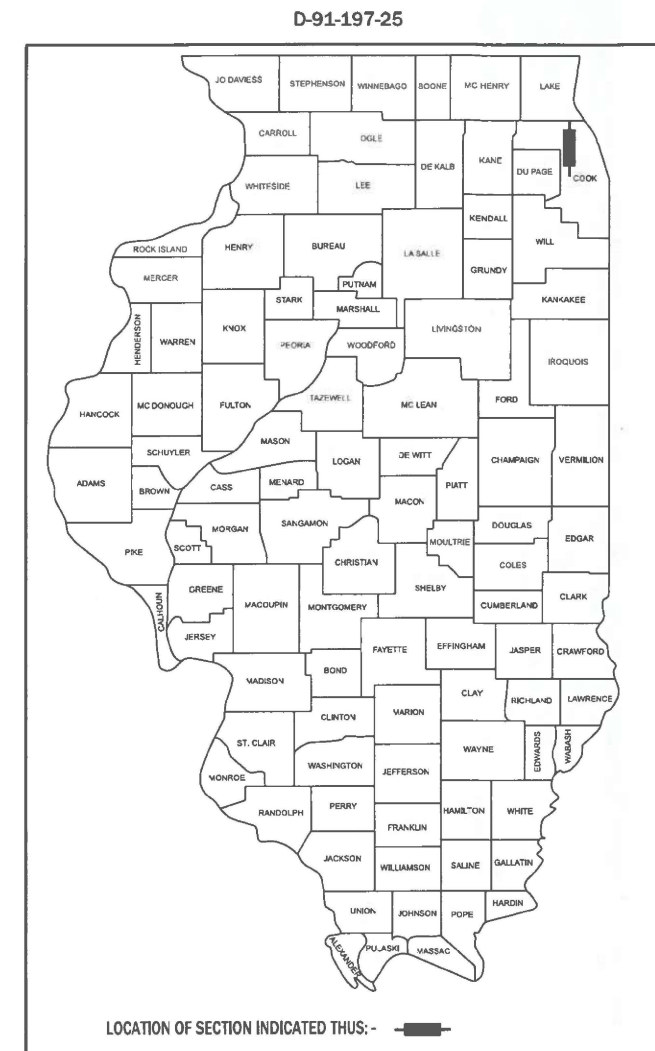 D-91-197-25
JO DAVIESS
STEPHENSON
WINNEBAGO
BOONE
MC HENRY
LAKE
CARROLL
OGLE
DE KALB
KANE
DU PAGE
COOK
WHITESIDE
LEE
KENDALL
WILL
ROCK ISLAND
HENRY
BUREAU
LA SALLE
GRUNDY
MERCER
PUTNAM
STARK
MARSHALL
KANKAKEE
HENDERSON
WARREN
KNOX
PEORIA
WOODFORD
LIVINGSTON
IROQUOIS
HANCOCK
MC DONOUGH
FULTON
TAZEWELL
MC LEAN
FORD
MASON
SCHUYLER
LOGAN
DE WITT
CHAMPAIGN
VERMILION
ADAMS
BROWN
CASS
MENARD
PIATT
MACON
PIKE
SCOTT
MORGAN
SANGAMON
CHRISTIAN
MOULTRIE
DOUGLAS
EDGAR
COLES
SHELBY
CALHOUN
GREENE
MACOUPIN
MONTGOMERY
CUMBERLAND
CLARK
JERSEY
FAYETTE
EFFINGHAM
JASPER
CRAWFORD
MADISON
BOND
CLAY
RICHLAND
LAWRENCE
CLINTON
MARION
ST. CLAIR
WAYNE
EDWARDS
WABASH
MONROE
WASHINGTON
JEFFERSON
RANDOLPH
PERRY
HAMILTON
WHITE
FRANKLIN
JACKSON
WILLIAMSON
SALINE
GALLATIN
UNION
JOHNSON
POPE
HARDIN
ALEXANDER
PULASKI
MASSAC
LOCATION OF SECTION INDICATED THUS: -